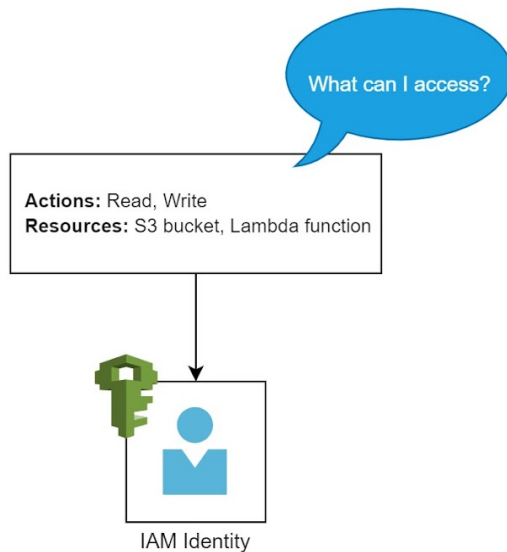 What can I access?
Actions: Read, Write
Resources: S3 bucket, Lambda function
IAM Identity